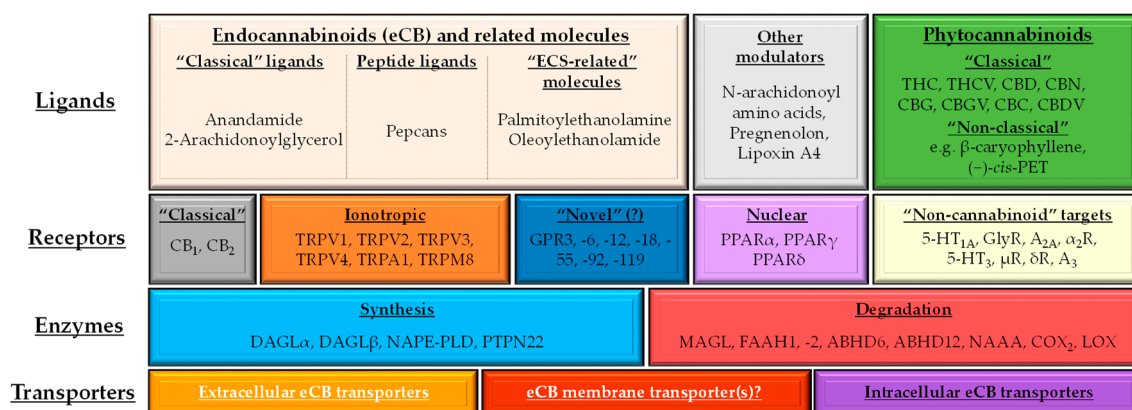 Ligands
Endocannabinoids (eCB) and related molecules
“Classical” ligands
Anandamide
2-Arachidonoylglycerol
Peptide ligands
Pepcans
“ECS-related”
molecules
Palmitoylethanolamine
Oleoylethanolamide
Other
modulators
N-arachidonoyl
amino acids,
Pregnenolon,
Lipoxin A4
Phytocannabinoids
“Classical”
THC, THCV, CBD, CBN,
CBG, CBGV, CBC, CBDV
“Non-classical”
e.g. β-caryophyllene,
(−)-cis-PET
Receptors
“Classical”
CB₁, CB₂
Ionotropic
TRPV1, TRPV2, TRPV3,
TRPV4, TRPA1, TRPM8
“Novel” (?)
GPR3, -6, -12, -18, -
55, -92, -119
Nuclear
PPARα, PPARγ
PPARδ
“Non-cannabinoid” targets
5-HT₁A, GlyR, A₂A, α₂R,
5-HT₃, μR, δR, A₃
Enzymes
Synthesis
DAGLα, DAGLβ, NAPE-PLD, PTPN22
Degradation
MAGL, FAAH1, -2, ABHD6, ABHD12, NAAA, COX₂, LOX
Transporters
Extracellular eCB transporters
eCB membrane transporter(s)?
Intracellular eCB transporters